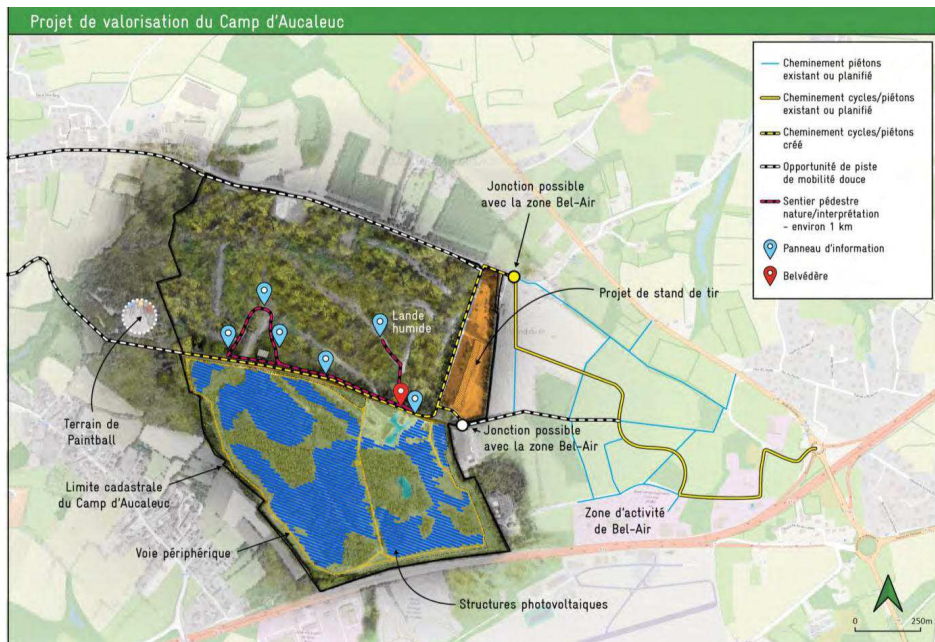 Projet de valorisation du Camp d'Aucaleuc
Cheminement piétons
existant ou planifié
Cheminement cycles/piétons
existant ou planifié
Cheminement cycles/piétons
créé
Opportunité de piste
de mobilité douce
Sentier pédestre
nature/interprétation
- environ 1 km
Panneau d'information
Belvédère
Jonction possible
avec la zone Bel-Air
Projet de stand de tir
Lande
humide
Terrain de
Paintball
Jonction possible
avec la zone Bel-Air
Limite cadastrale
du Camp d'Aucaleuc
Zone d'activité
de Bel-Air
Voie périphérique
Structures photovoltaiques
0 250m